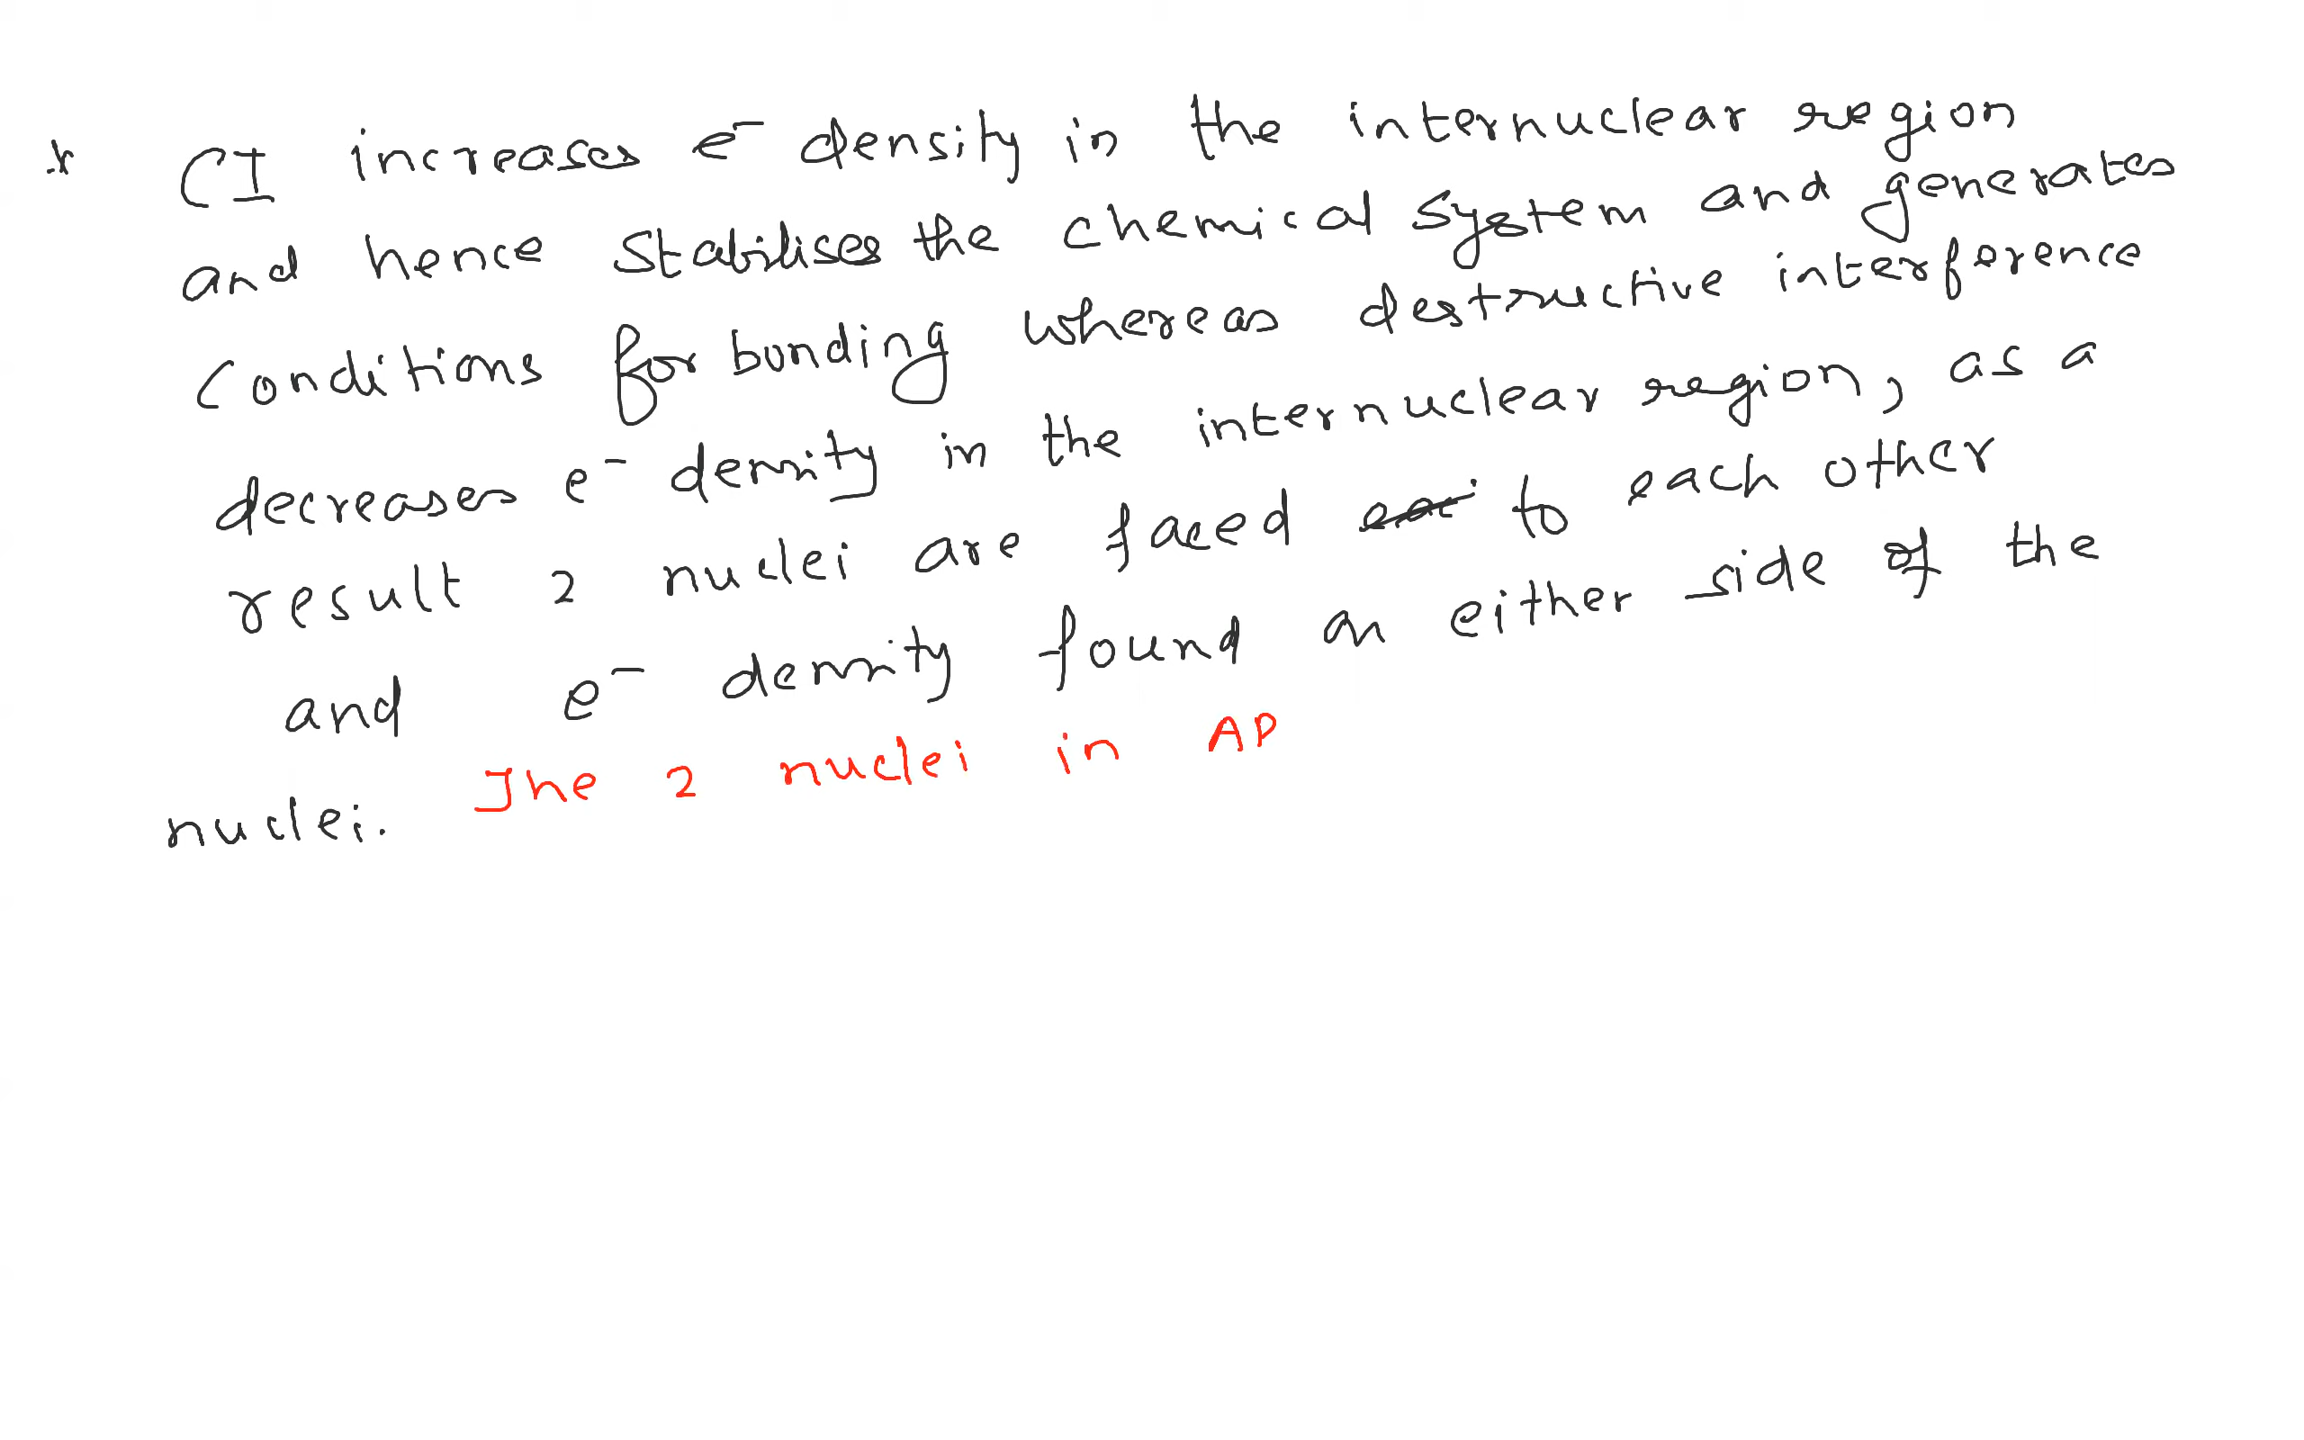 * CI increases e⁻ density in the internuclear region
and hence stabilises the chemical system and generates
conditions for bonding whereas destructive interference
decreases e⁻ density in the internuclear region, as a
result 2 nuclei are faced to each other
and e⁻ density found on either side of the
nuclei. The 2 nuclei in AP